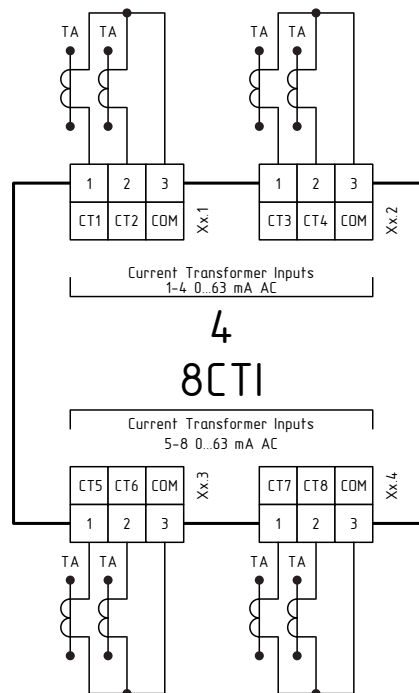 TA TA TA TA
1 2 3 1 2 3
CT1 CT2 COM Xx.1 CT3 CT4 COM Xx.2
Current Transformer Inputs
1-4 0...63 mA AC
4
8CTI
Current Transformer Inputs
5-8 0...63 mA AC
CT5 CT6 COM Xx.3 CT7 CT8 COM Xx.4
1 2 3 1 2 3
TA TA TA TA